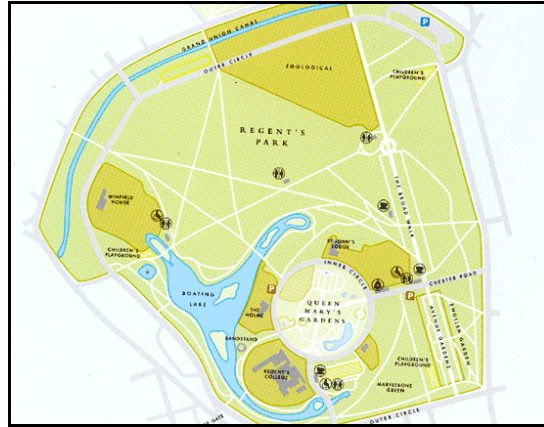 GRAND UNION CANAL
OUTER CIRCLE
P
ZOOLOGICAL
CHILDREN'S
PLAYGROUND
REGENT'S
PARK
THE BROAD WALK
WINFIELD
HOUSE
CHILDREN'S
PLAYGROUND
ST JOHN'S
LODGE
INNER CIRCLE
CHESTER ROAD
BOATING
LAKE
P
THE
HOLME
QUEEN
MARY'S
GARDENS
P
BANDSTAND
AVENUE GARDENS
ENGLISH GARDEN
REGENT'S
COLLEGE
CHILDREN'S
PLAYGROUND
MARYLEBONE
GREEN
OUTER CIRCLE
GATE